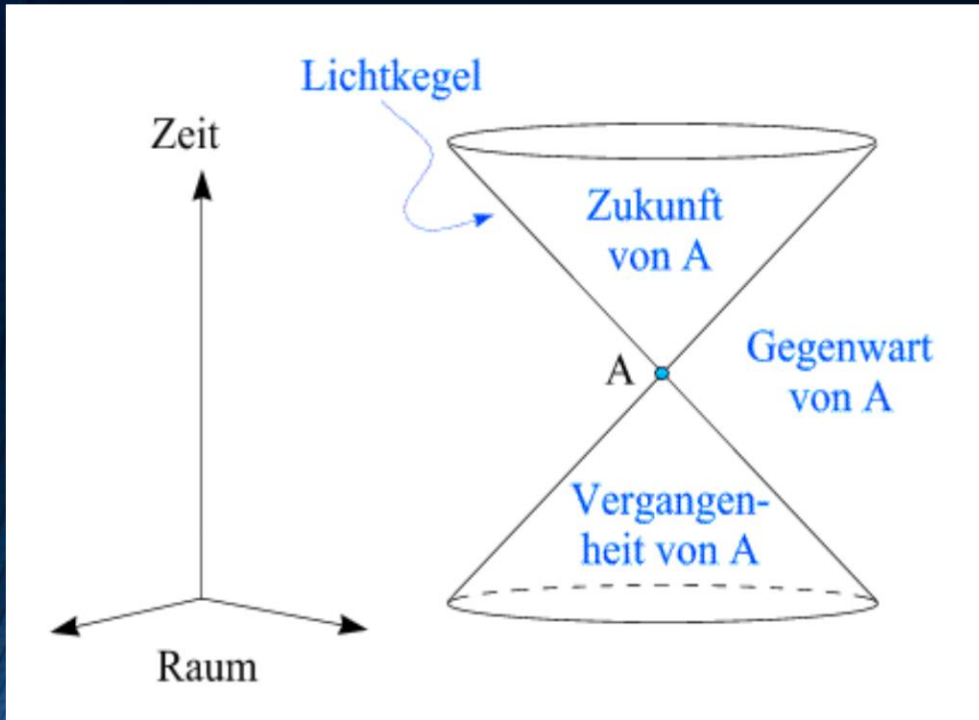 Lichtkegel
Zeit
Zukunft
von A
A
Gegenwart
von A
Vergangen-
heit von A
Raum